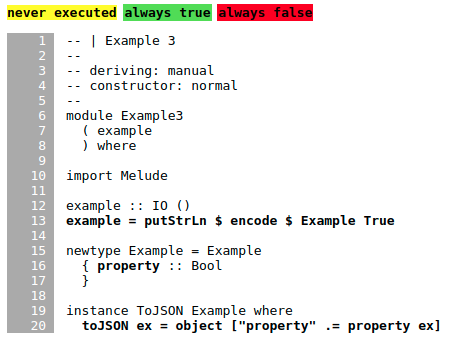 never executed always true always false
1 -- | Example 3
2 --
3 -- deriving: manual
4 -- constructor: normal
5 --
6 module Example3
7   ( example
8   ) where
9
10 import Melude
11
12 example :: IO ()
13 example = putStrLn $ encode $ Example True
14
15 newtype Example = Example
16   { property :: Bool
17   }
18
19 instance ToJSON Example where
20   toJSON ex = object ["property" .= property ex]